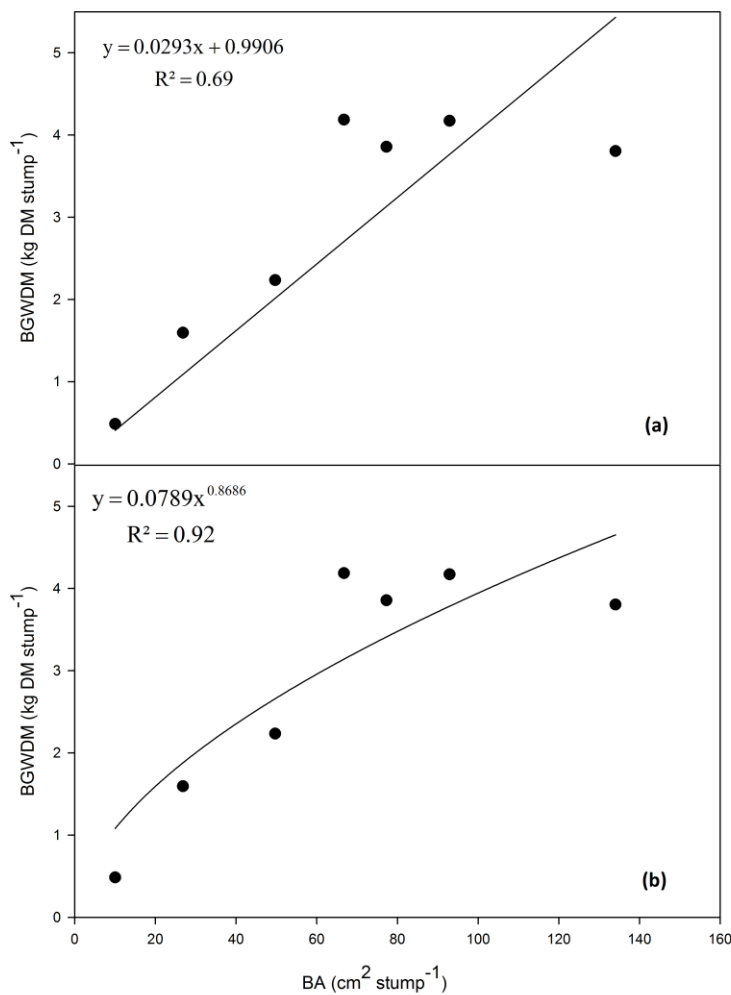 y = 0.0293x + 0.9906
R² = 0.69
5
4
3
2
1
0
BGWDM (kg DM stump⁻¹)
(a)
y = 0.0789x^0.8686
R² = 0.92
5
4
3
2
1
0
BGWDM (kg DM stump⁻¹)
(b)
0 20 40 60 80 100 120 140 160
BA (cm² stump⁻¹)